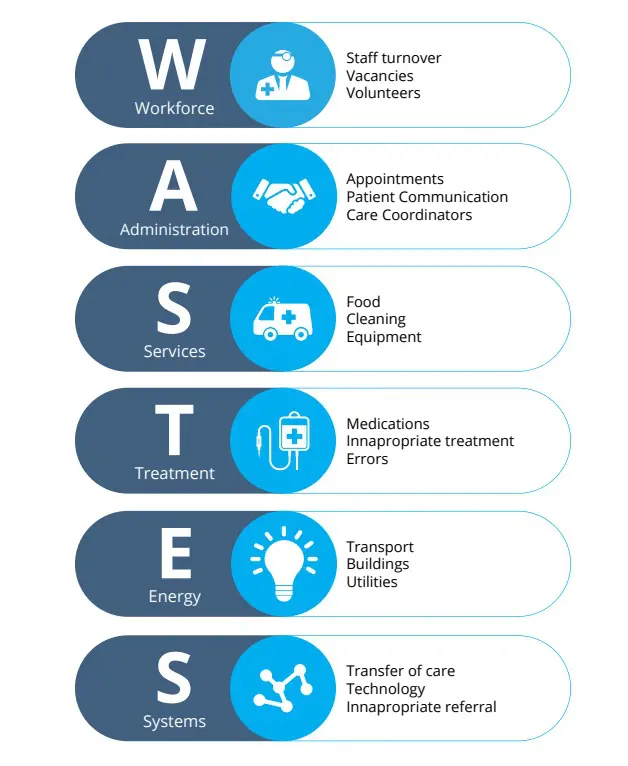 W
Workforce
Staff turnover
Vacancies
Volunteers
A
Administration
Appointments
Patient Communication
Care Coordinators
S
Services
Food
Cleaning
Equipment
T
Treatment
Medications
Innapropriate treatment
Errors
E
Energy
Transport
Buildings
Utilities
S
Systems
Transfer of care
Technology
Innapropriate referral